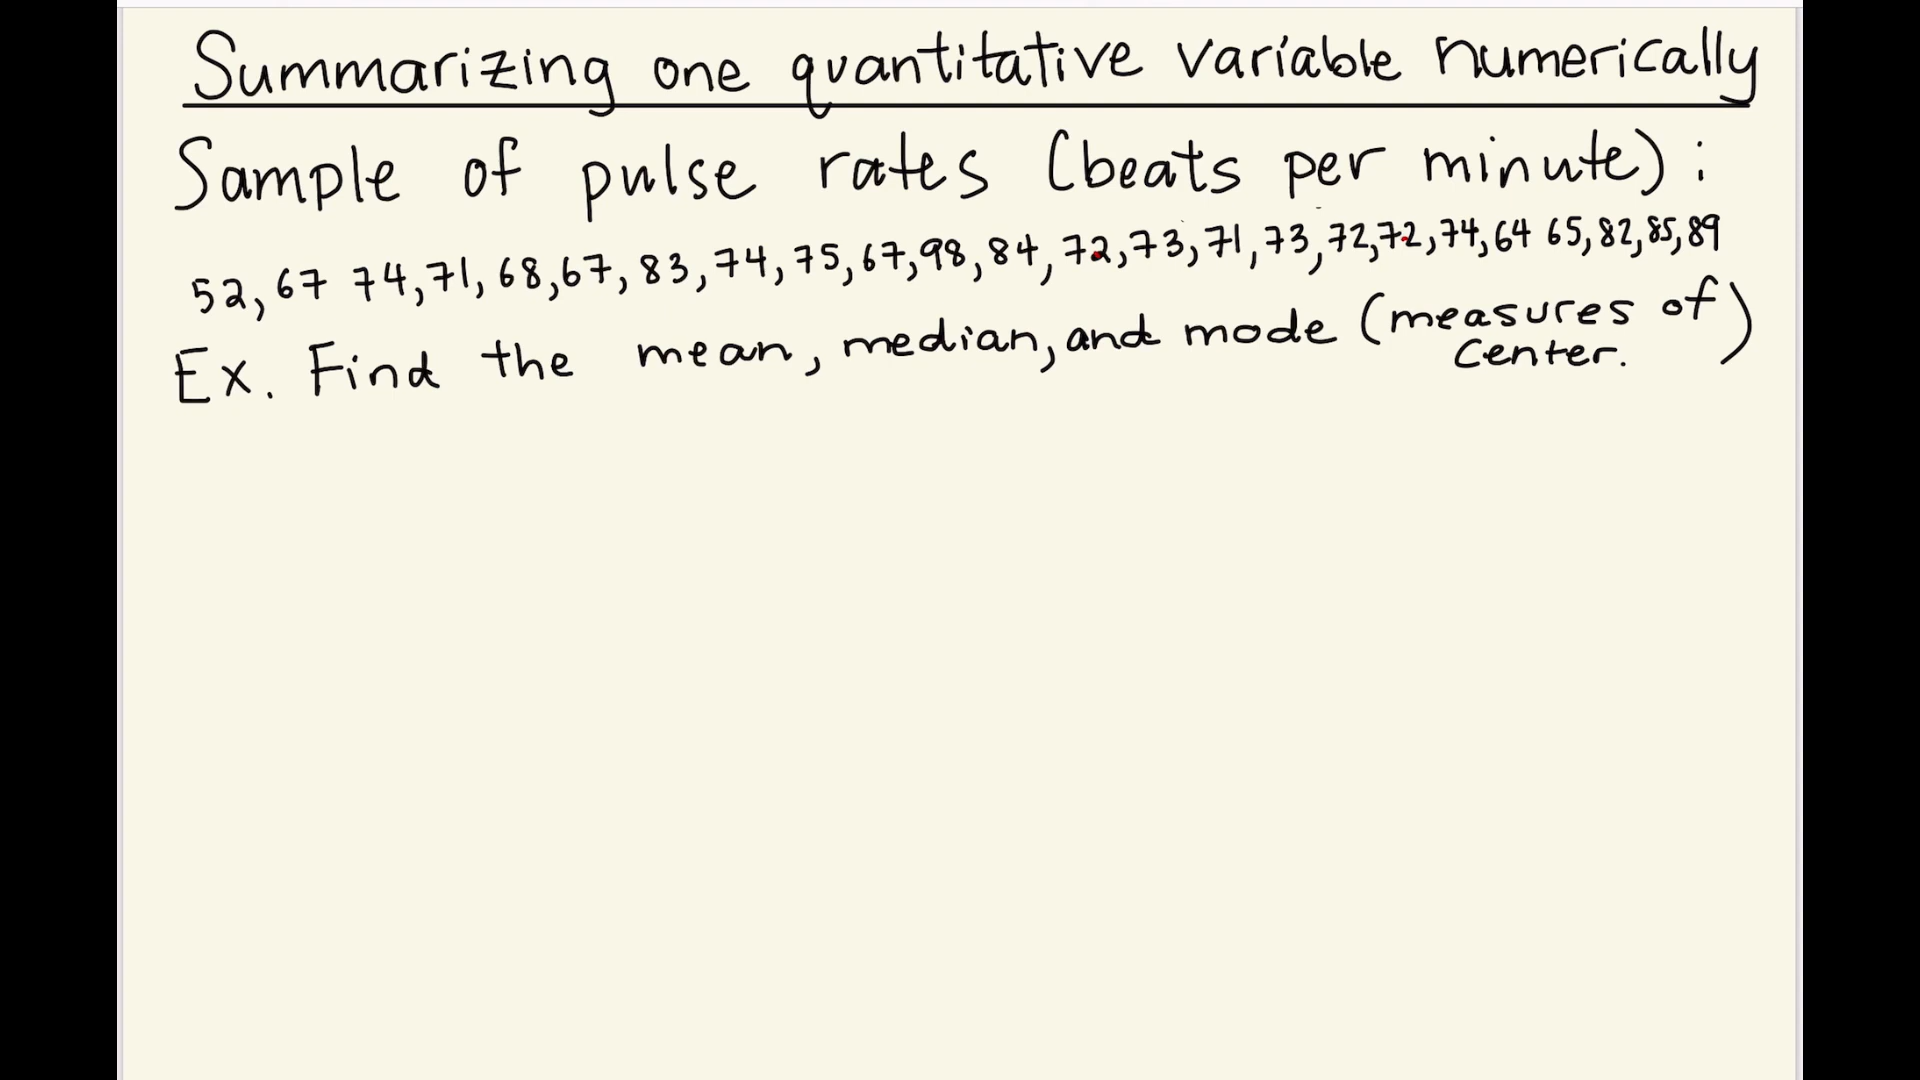 Summarizing one quantitative variable numerically
Sample of pulse rates (beats per minute):
52, 67 74, 71, 68, 67, 83, 74, 75, 67, 98, 84, 72, 73, 71, 73, 72, 72, 74, 64 65, 82, 85, 89
Ex. Find the mean, median, and mode (measures of
center.)